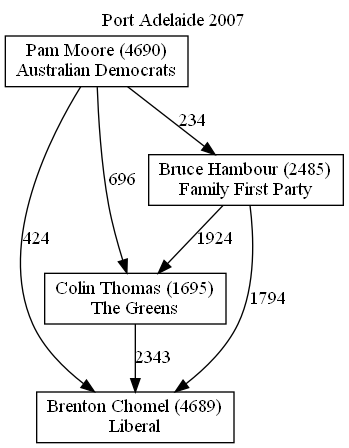 Port Adelaide 2007
Pam Moore (4690)
Australian Democrats
234
696
Bruce Hambour (2485)
Family First Party
424
1924
Colin Thomas (1695)
The Greens
1794
2343
Brenton Chomel (4689)
Liberal